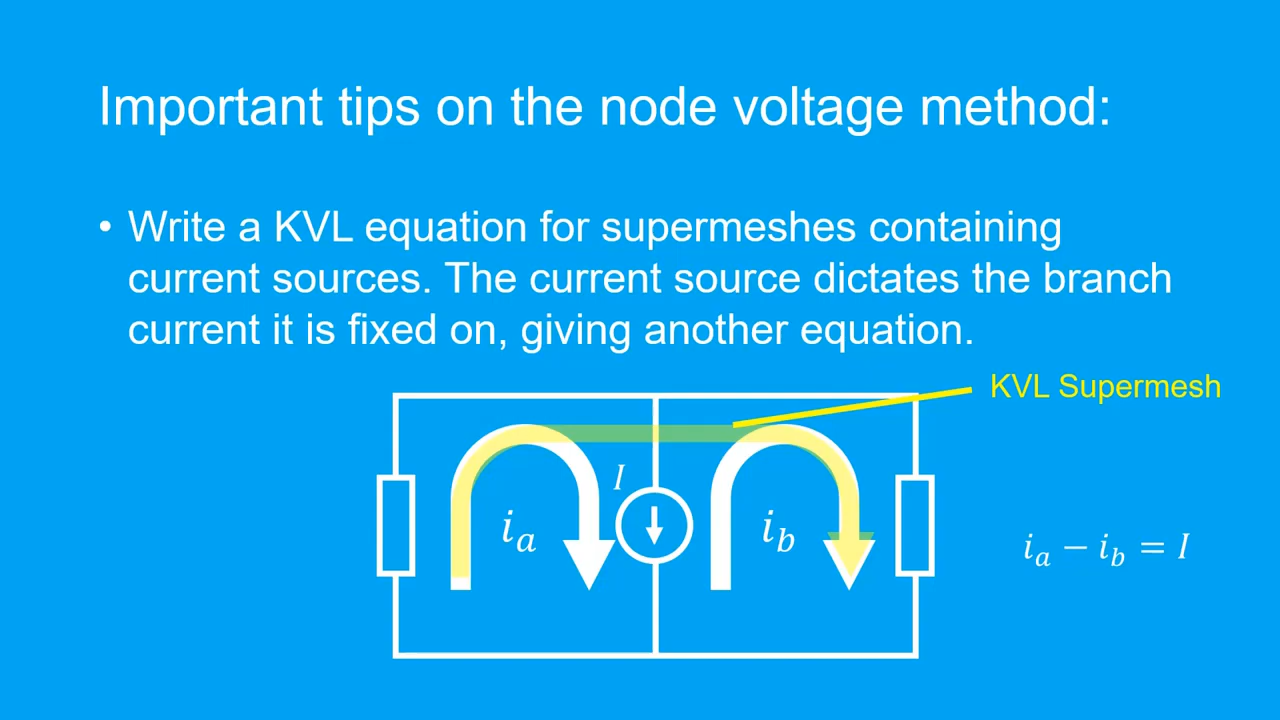 Important tips on the node voltage method:
• Write a KVL equation for supermeshes containing
current sources. The current source dictates the branch
current it is fixed on, giving another equation.
KVL Supermesh
I
i_a
i_b
i_a − i_b = I